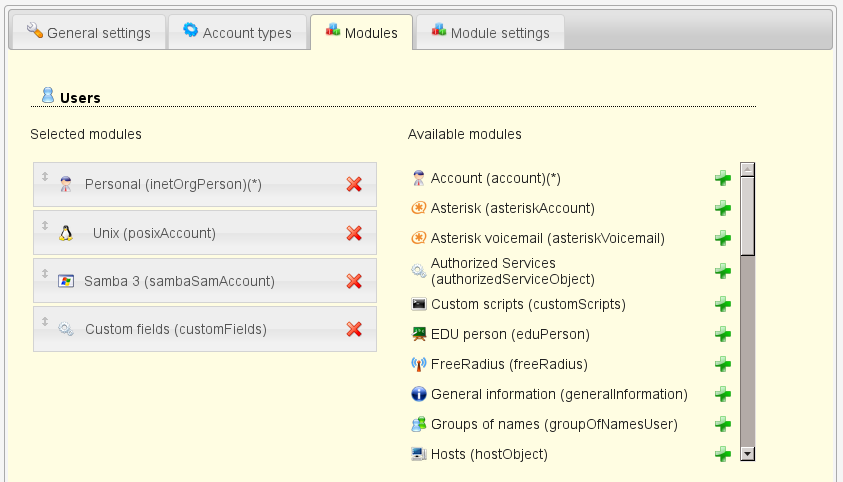 General settings
Account types
Modules
Module settings
Users
Selected modules
Available modules
Personal (inetOrgPerson)(*)
Unix (posixAccount)
Samba 3 (sambaSamAccount)
Custom fields (customFields)
Account (account)(*)
Asterisk (asteriskAccount)
Asterisk voicemail (asteriskVoicemail)
Authorized Services
(authorizedServiceObject)
Custom scripts (customScripts)
EDU person (eduPerson)
FreeRadius (freeRadius)
General information (generalInformation)
Groups of names (groupOfNamesUser)
Hosts (hostObject)